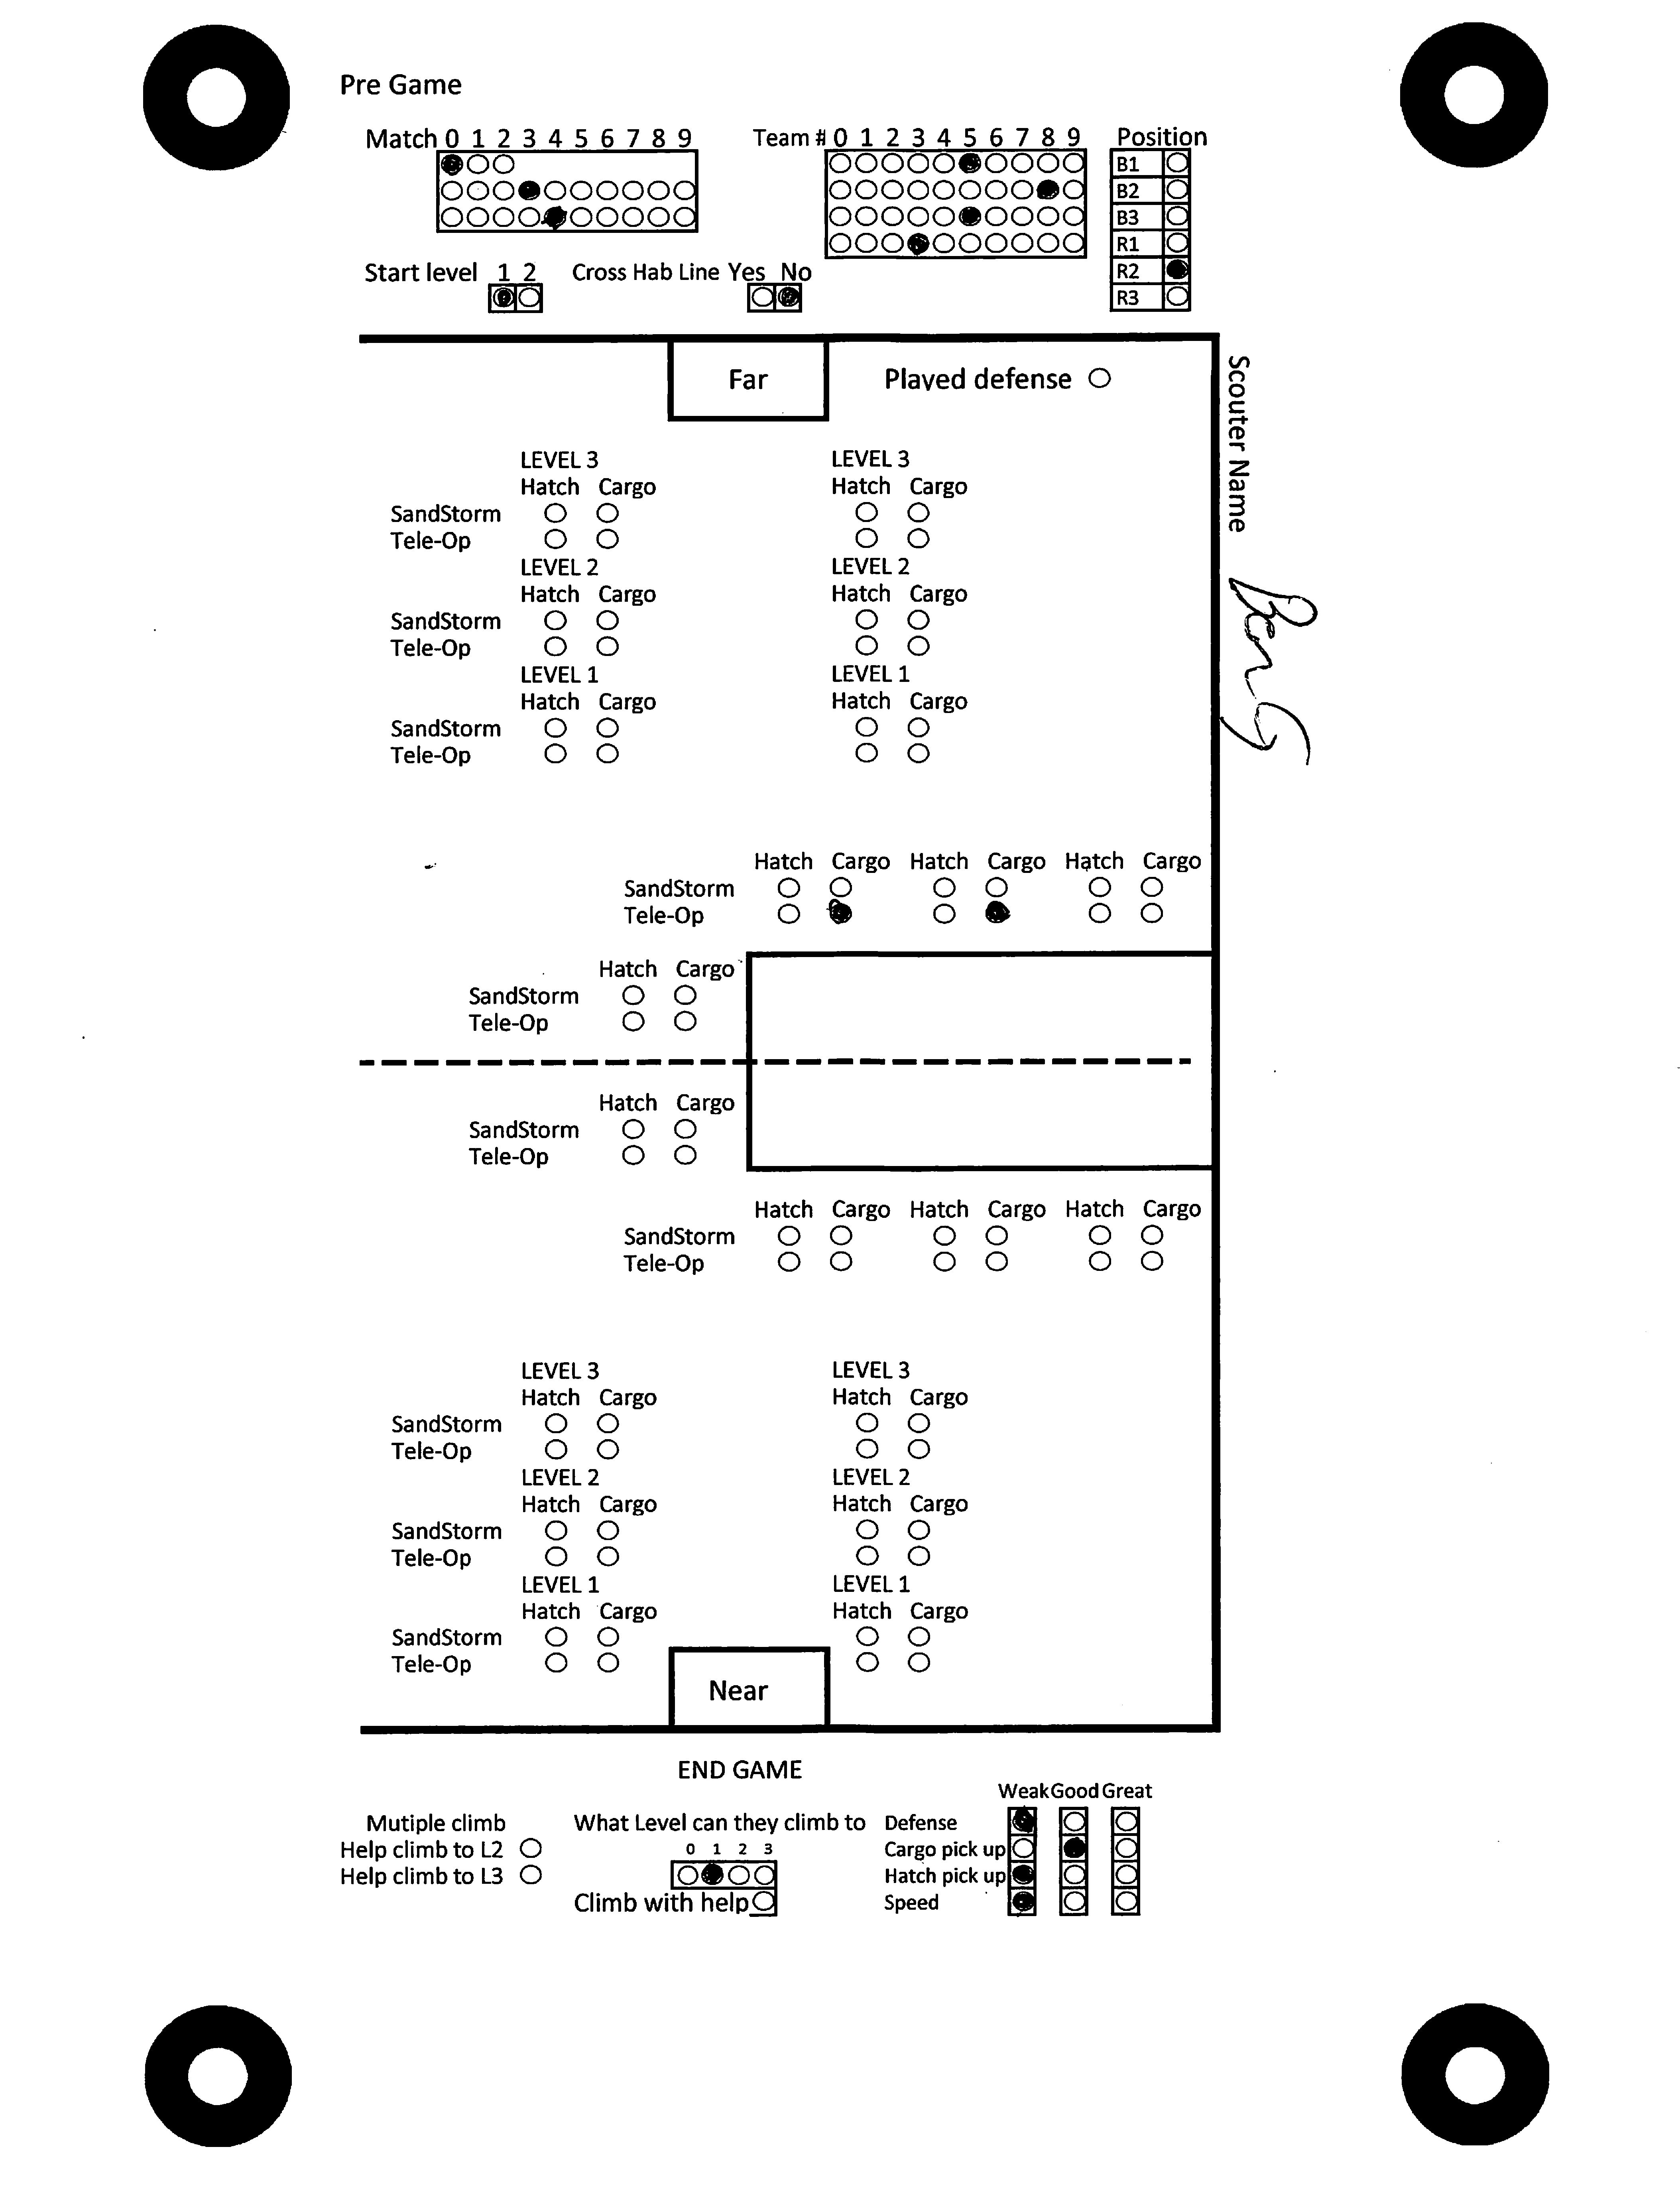 Pre Game
Match 0 1 2 3 4 5 6 7 8 9
Team # 0 1 2 3 4 5 6 7 8 9
Position
B1
B2
B3
R1
R2
R3
Start level 1 2
Cross Hab Line Yes No
Far
Played defense
Scouter Name
Ben G
LEVEL 3 LEVEL 3
Hatch Cargo Hatch Cargo
SandStorm
Tele-Op
LEVEL 2 LEVEL 2
Hatch Cargo Hatch Cargo
SandStorm
Tele-Op
LEVEL 1 LEVEL 1
Hatch Cargo Hatch Cargo
SandStorm
Tele-Op
Hatch Cargo Hatch Cargo Hatch Cargo
SandStorm
Tele-Op
Hatch Cargo
SandStorm
Tele-Op
Hatch Cargo
SandStorm
Tele-Op
Hatch Cargo Hatch Cargo Hatch Cargo
SandStorm
Tele-Op
LEVEL 3 LEVEL 3
Hatch Cargo Hatch Cargo
SandStorm
Tele-Op
LEVEL 2 LEVEL 2
Hatch Cargo Hatch Cargo
SandStorm
Tele-Op
LEVEL 1 LEVEL 1
Hatch Cargo Hatch Cargo
SandStorm
Tele-Op
Near
END GAME
Weak Good Great
Mutiple climb
Help climb to L2
Help climb to L3
What Level can they climb to
0 1 2 3
Climb with help
Defense
Cargo pick up
Hatch pick up
Speed